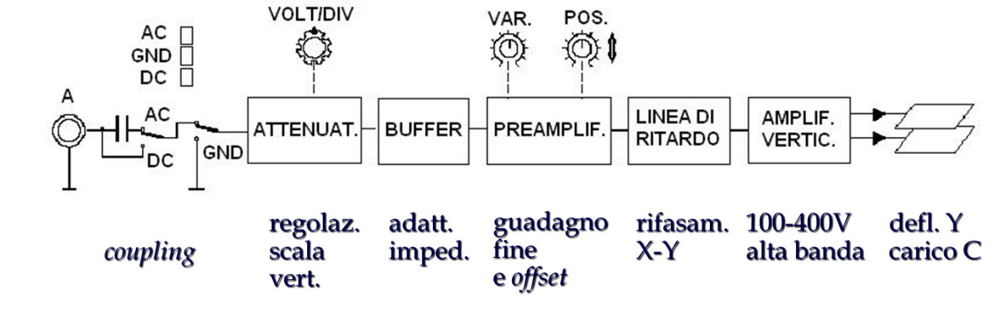 VOLT/DIV
VAR. POS.
AC
GND
DC
A
AC
DC
GND
ATTENUAT.
BUFFER
PREAMPLIF.
LINEA DI
RITARDO
AMPLIF.
VERTIC.
coupling
regolaz.
scala
vert.
adatt.
imped.
guadagno
fine
e offset
rifasam.
X-Y
100-400V
alta banda
defl. Y
carico C